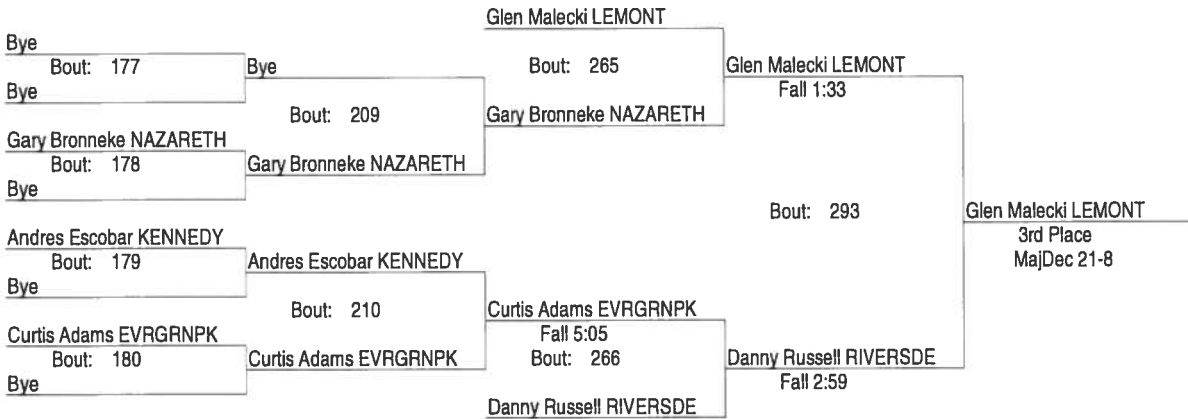 Glen Malecki LEMONT
Bye
Bout: 177
Bye
Bout: 265
Glen Malecki LEMONT
Fall 1:33
Bye
Bout: 209
Gary Bronneke NAZARETH
Gary Bronneke NAZARETH
Bout: 178
Gary Bronneke NAZARETH
Bye
Bout: 293
Glen Malecki LEMONT
3rd Place
MajDec 21-8
Andres Escobar KENNEDY
Bout: 179
Andres Escobar KENNEDY
Bye
Bout: 210
Curtis Adams EVRGRNPK
Fall 5:05
Curtis Adams EVRGRNPK
Bout: 180
Curtis Adams EVRGRNPK
Bout: 266
Danny Russell RIVERSDE
Fall 2:59
Bye
Danny Russell RIVERSDE